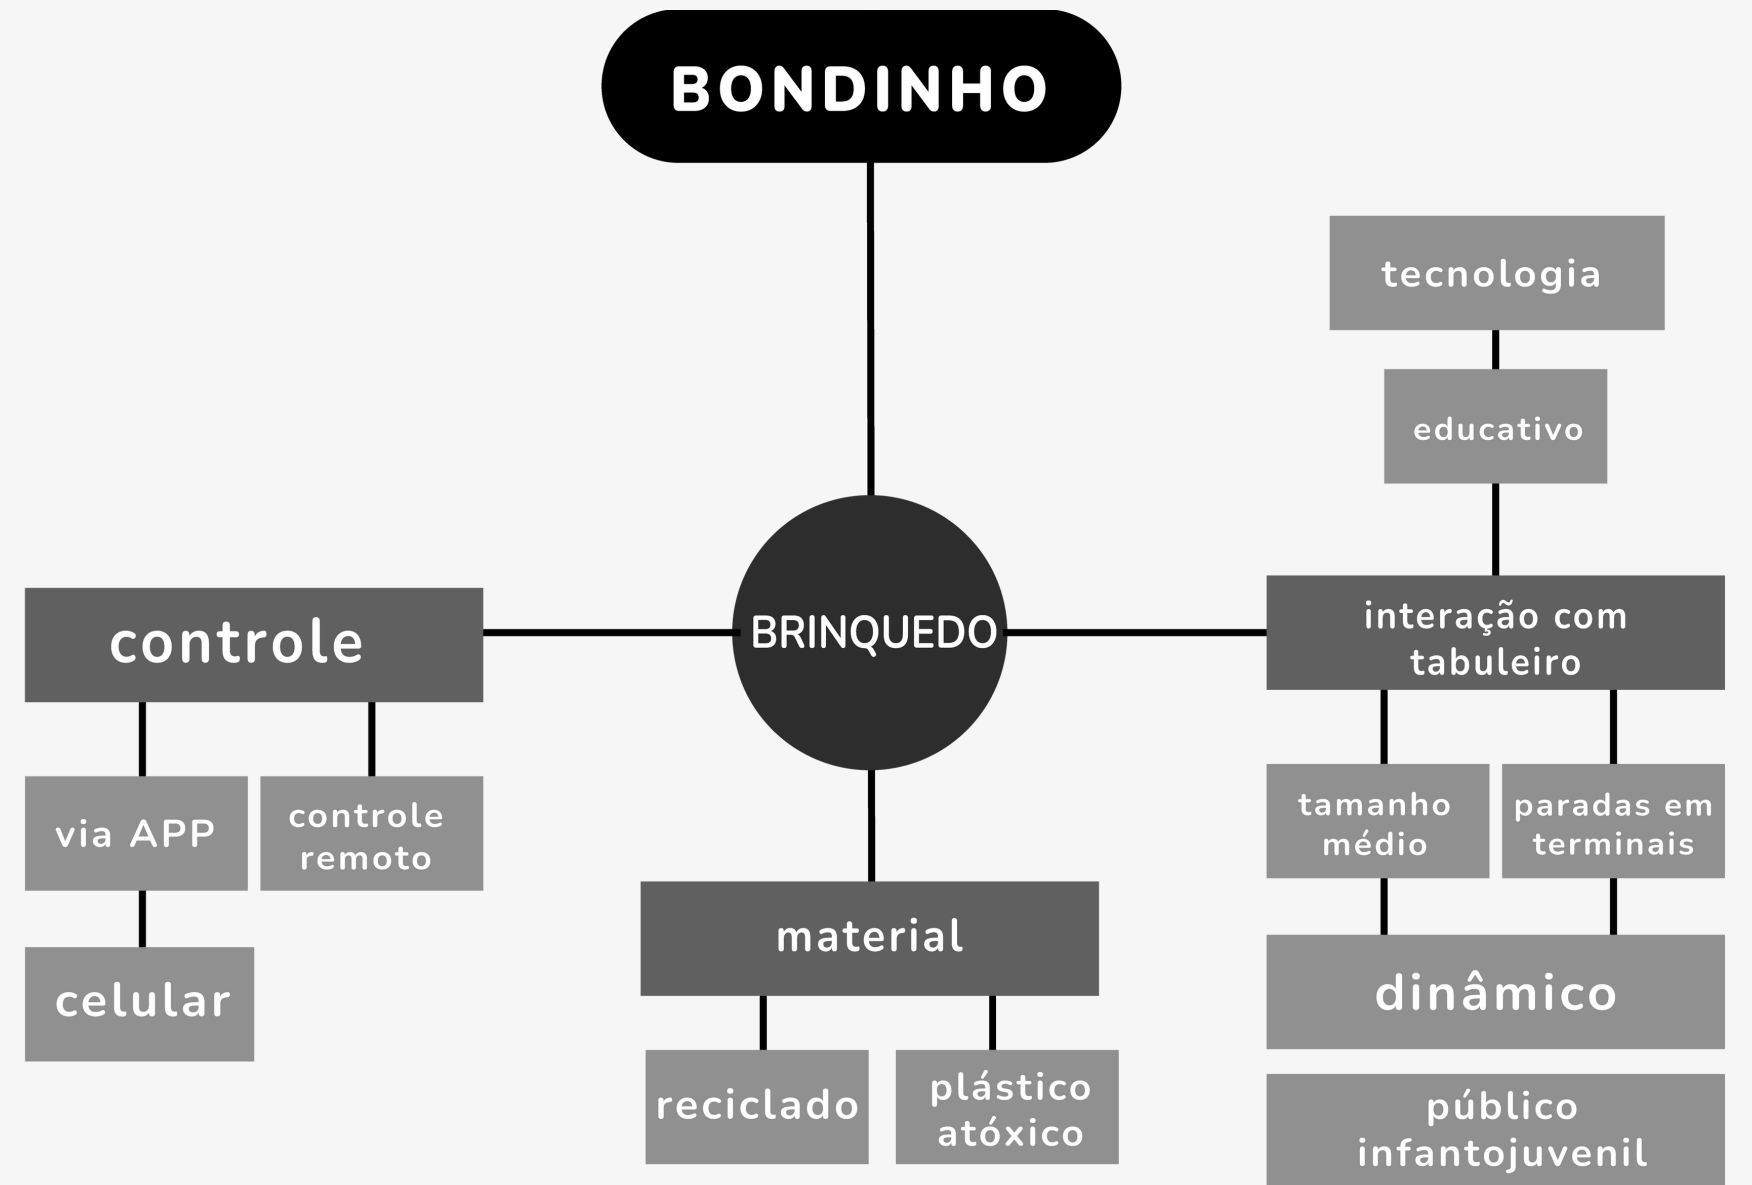 BONDINHO
tecnologia
educativo
BRINQUEDO
controle
interação com
tabuleiro
via APP
controle
remoto
celular
material
reciclado
plástico
atóxico
tamanho
médio
paradas em
terminais
dinâmico
público
infantojuvenil